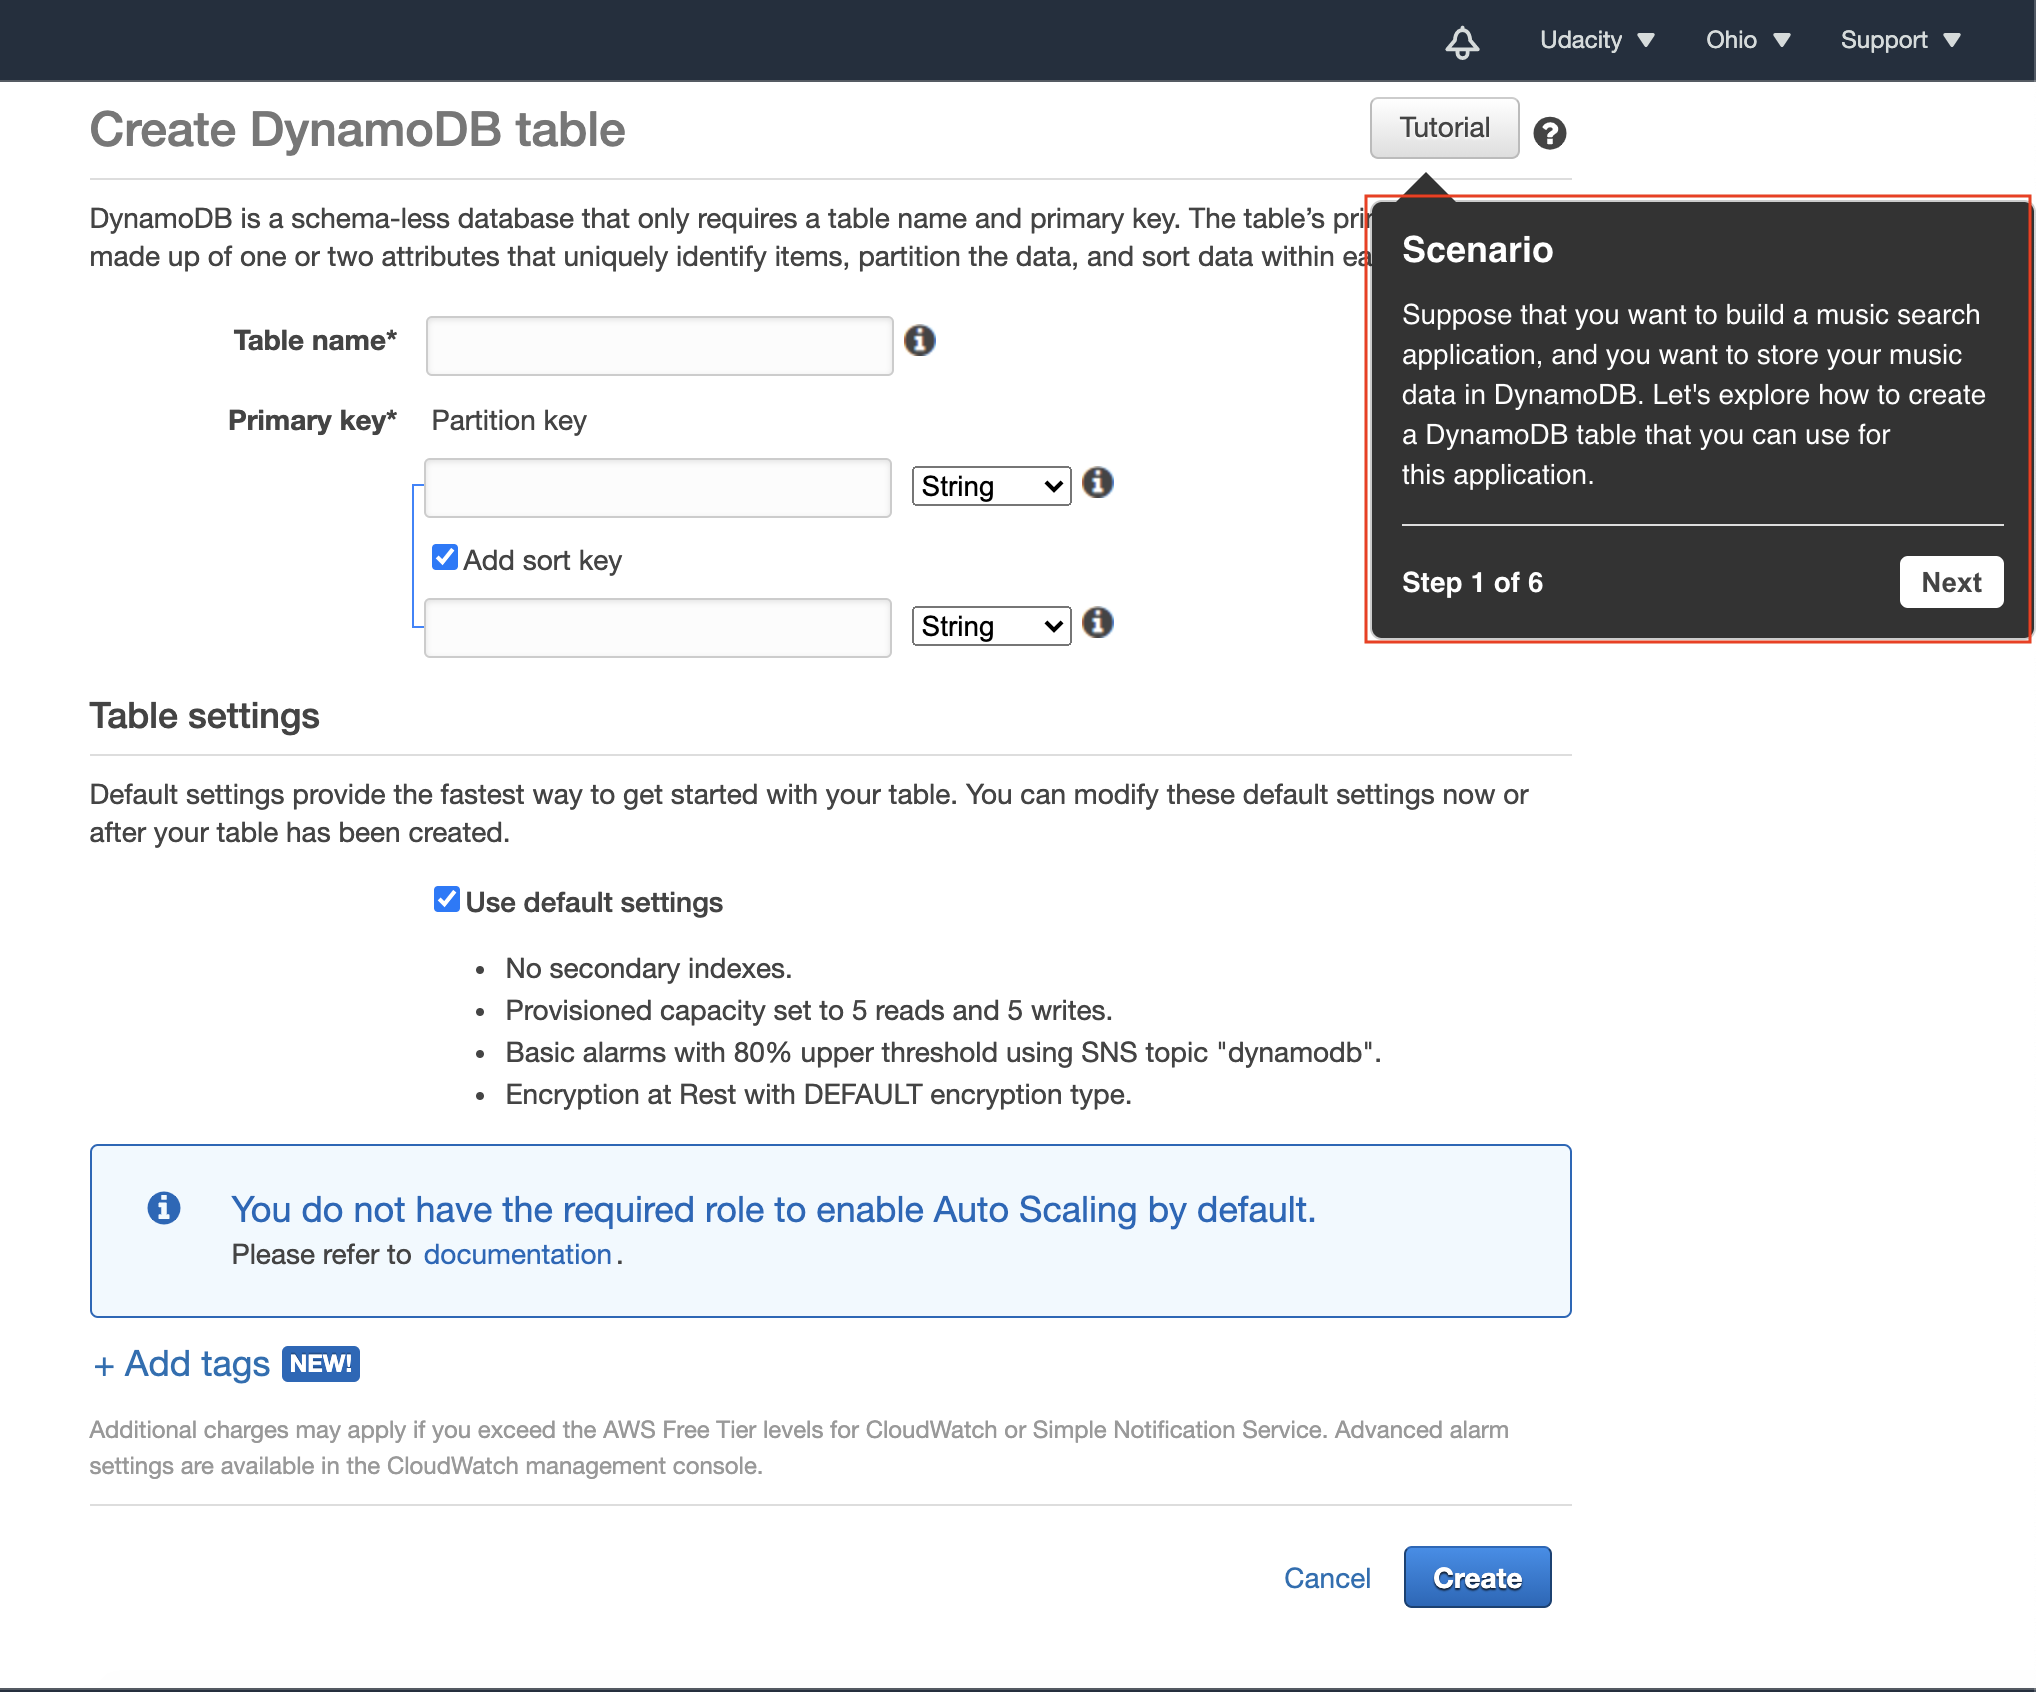 Udacity
Ohio
Support
Create DynamoDB table
Tutorial
DynamoDB is a schema-less database that only requires a table name and primary key. The table's
made up of one or two attributes that uniquely identify items, partition the data, and sort data within
Scenario
Suppose that you want to build a music search
application, and you want to store your music
data in DynamoDB. Let's explore how to create
a DynamoDB table that you can use for
this application.
Step 1 of 6
Next
Table name*
Primary key*
Partition key
String
Add sort key
String
Table settings
Default settings provide the fastest way to get started with your table. You can modify these default settings now or
after your table has been created.
Use default settings
• No secondary indexes.
• Provisioned capacity set to 5 reads and 5 writes.
• Basic alarms with 80% upper threshold using SNS topic "dynamodb".
• Encryption at Rest with DEFAULT encryption type.
You do not have the required role to enable Auto Scaling by default.
Please refer to documentation.
+ Add tags NEW!
Additional charges may apply if you exceed the AWS Free Tier levels for CloudWatch or Simple Notification Service. Advanced alarm
settings are available in the CloudWatch management console.
Cancel
Create